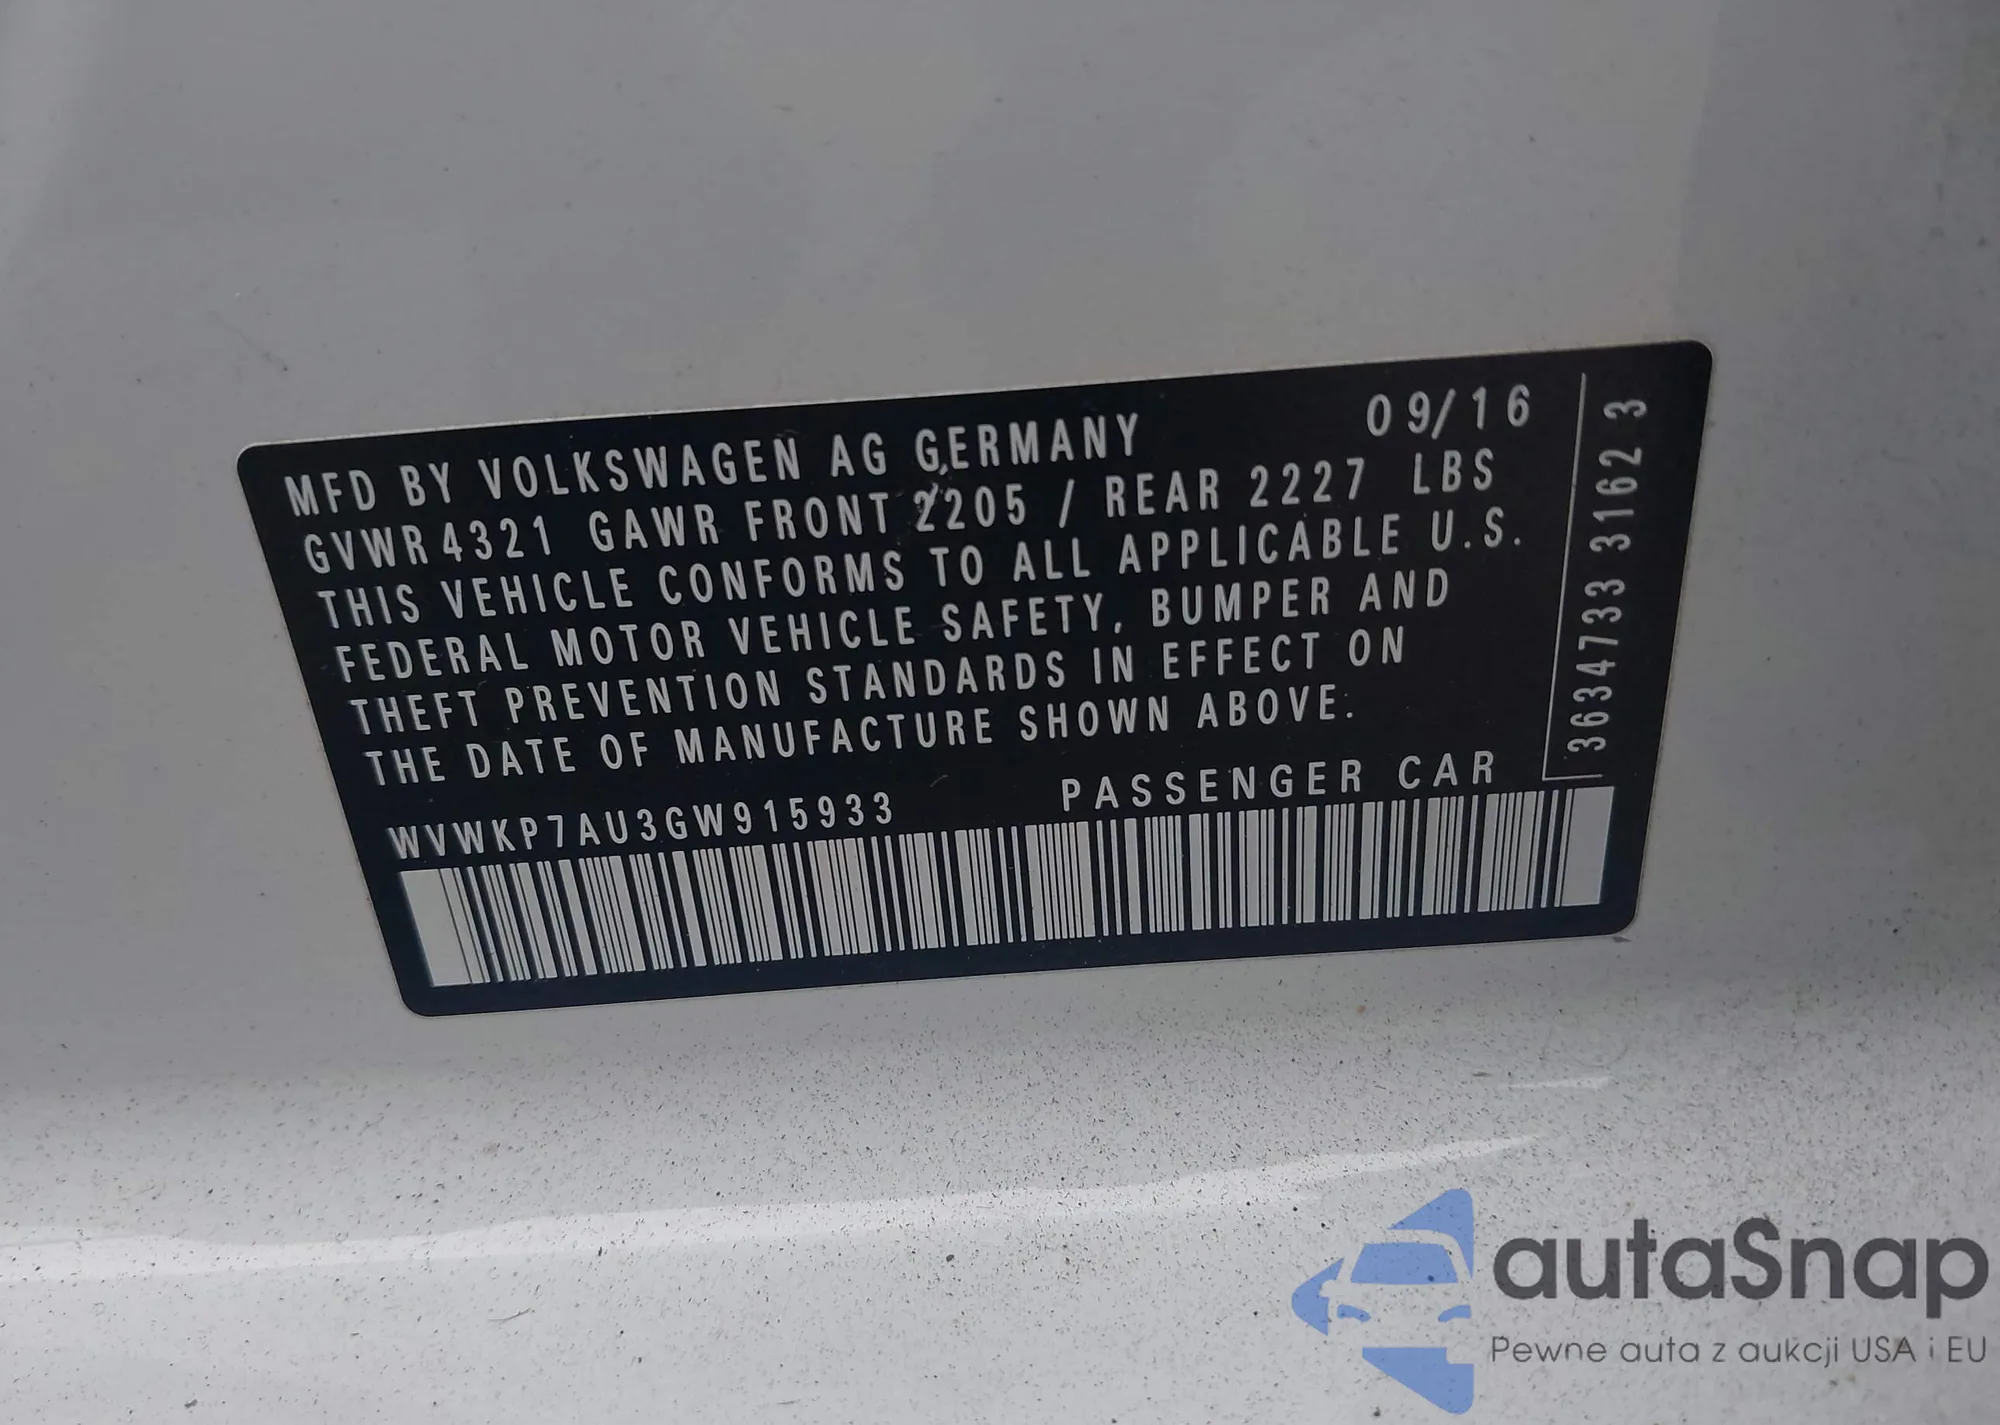 MFD BY VOLKSWAGEN AG GERMANY 09/16
GVWR 4321 GAWR FRONT 2205 / REAR 2227 LBS
THIS VEHICLE CONFORMS TO ALL APPLICABLE U.S.
FEDERAL MOTOR VEHICLE SAFETY, BUMPER AND
THEFT PREVENTION STANDARDS IN EFFECT ON
THE DATE OF MANUFACTURE SHOWN ABOVE.
WVWKP7AU3GW915933 PASSENGER CAR
3634733 3162 3
autaSnap
Pewne auta z aukcji USA i EU